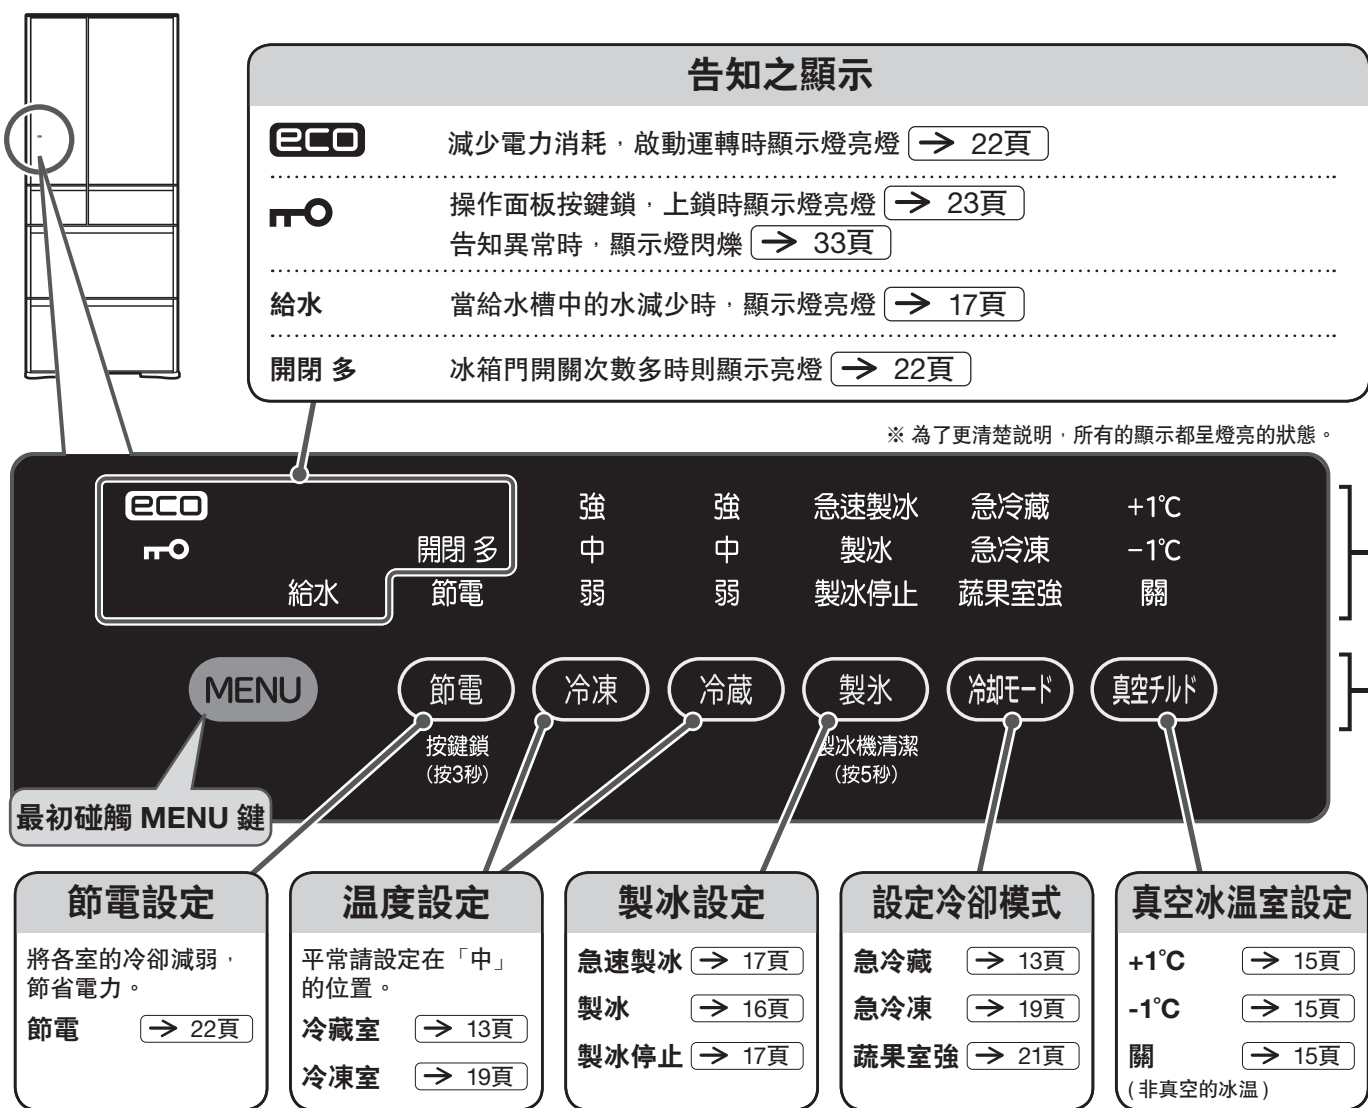 告知之顯示
eco 減少電力消耗，啟動運轉時顯示燈亮燈 → 22頁
操作面板按鍵鎖，上鎖時顯示燈亮燈 → 23頁
告知異常時，顯示燈閃爍 → 33頁
給水 當給水槽中的水減少時，顯示燈亮燈 → 17頁
開閉 多 冰箱門開關次數多時則顯示亮燈 → 22頁
※ 為了更清楚説明，所有的顯示都呈燈亮的狀態。
eco 強 強 急速製冰 急冷藏 +1℃
開閉 多 中 中 製冰 急冷凍 -1℃
給水 節電 弱 弱 製冰停止 蔬果室強 關
MENU 節電 冷凍 冷蔵 製氷 冷却モード 真空チルド
按鍵鎖 製冰機清潔
（按3秒） （按5秒）
最初碰觸 MENU 鍵
節電設定
將各室的冷卻減弱，
節省電力。
節電 → 22頁
温度設定
平常請設定在「中」
的位置。
冷藏室 → 13頁
冷凍室 → 19頁
製冰設定
急速製冰 → 17頁
製冰 → 16頁
製冰停止 → 17頁
設定冷卻模式
急冷藏 → 13頁
急冷凍 → 19頁
蔬果室強 → 21頁
真空冰温室設定
+1℃ → 15頁
-1℃ → 15頁
關 → 15頁
( 非真空的冰温 )